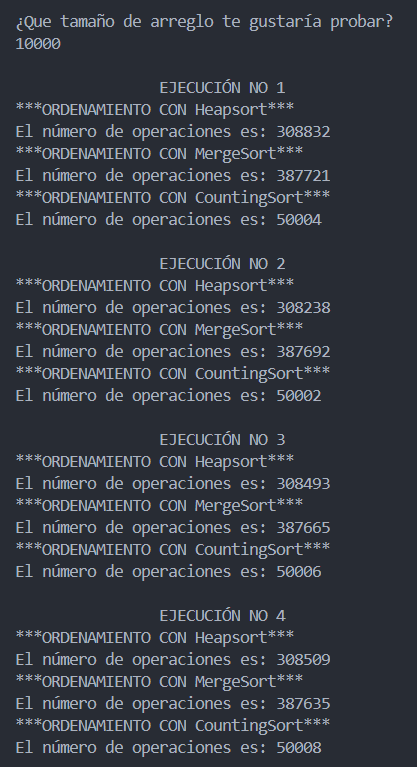 ¿Que tamaño de arreglo te gustaría probar?
10000
EJECUCIÓN NO 1
***ORDENAMIENTO CON Heapsort***
El número de operaciones es: 308832
***ORDENAMIENTO CON MergeSort***
El número de operaciones es: 387721
***ORDENAMIENTO CON CountingSort***
El número de operaciones es: 50004
EJECUCIÓN NO 2
***ORDENAMIENTO CON Heapsort***
El número de operaciones es: 308238
***ORDENAMIENTO CON MergeSort***
El número de operaciones es: 387692
***ORDENAMIENTO CON CountingSort***
El número de operaciones es: 50002
EJECUCIÓN NO 3
***ORDENAMIENTO CON Heapsort***
El número de operaciones es: 308493
***ORDENAMIENTO CON MergeSort***
El número de operaciones es: 387665
***ORDENAMIENTO CON CountingSort***
El número de operaciones es: 50006
EJECUCIÓN NO 4
***ORDENAMIENTO CON Heapsort***
El número de operaciones es: 308509
***ORDENAMIENTO CON MergeSort***
El número de operaciones es: 387635
***ORDENAMIENTO CON CountingSort***
El número de operaciones es: 50008